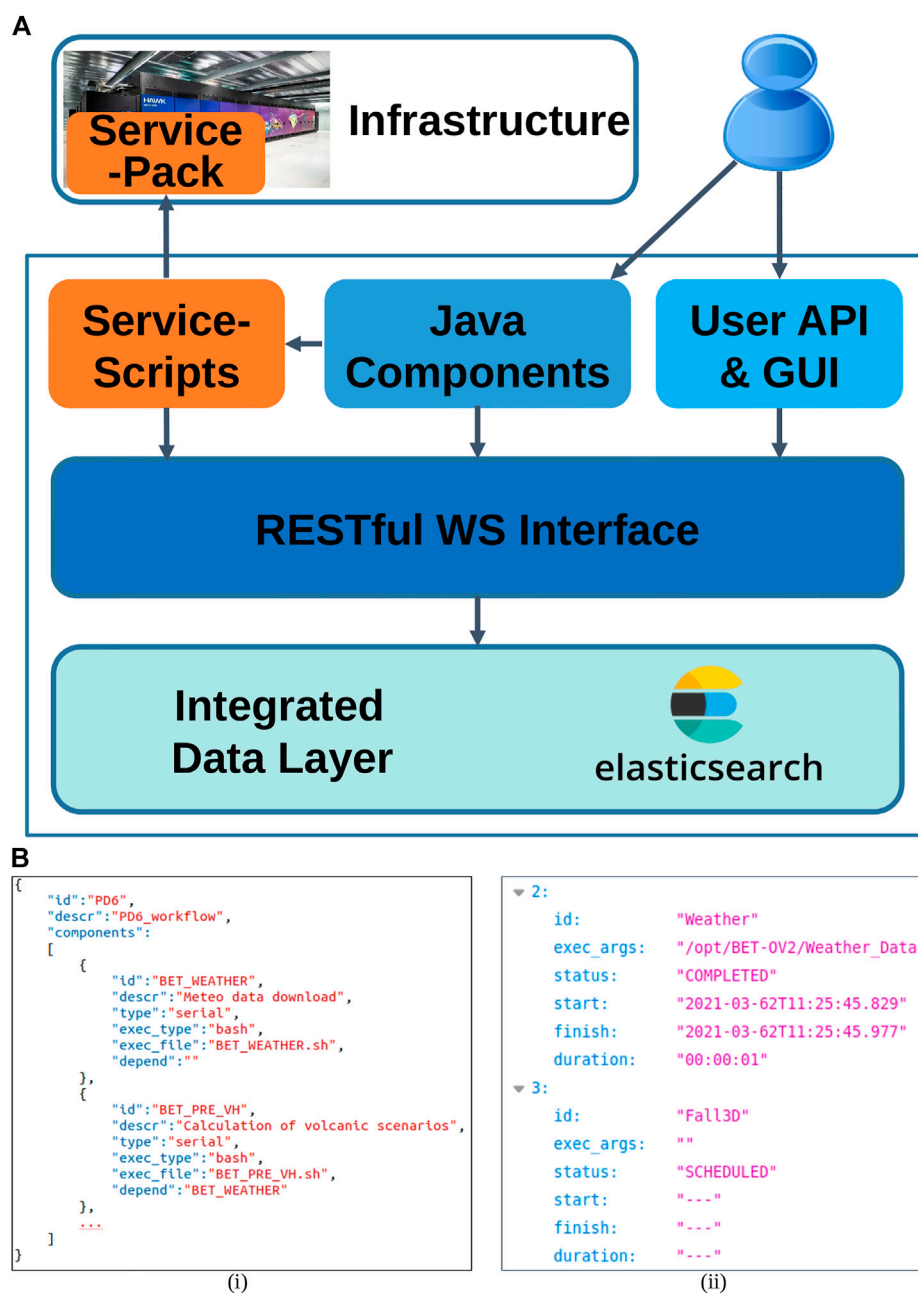 A
HAWK
Service
-Pack
Infrastructure
Service-
Scripts
Java
Components
User API
& GUI
RESTful WS Interface
Integrated
Data Layer
elasticsearch
B
{
"id":"PD6",
"descr":"PD6_workflow",
"components":
[
{
"id":"BET_WEATHER",
"descr":"Meteo data download",
"type":"serial",
"exec_type":"bash",
"exec_file":"BET_WEATHER.sh",
"depend":""
},
{
"id":"BET_PRE_VH",
"descr":"Calculation of volcanic scenarios",
"type":"serial",
"exec_type":"bash",
"exec_file":"BET_PRE_VH.sh",
"depend":"BET_WEATHER"
},
...
]
}
(i)
2:
id: "Weather"
exec_args: "/opt/BET-OV2/Weather_Data
status: "COMPLETED"
start: "2021-03-62T11:25:45.829"
finish: "2021-03-62T11:25:45.977"
duration: "00:00:01"
3:
id: "Fall3D"
exec_args: ""
status: "SCHEDULED"
start: "---"
finish: "---"
duration: "---"
(ii)